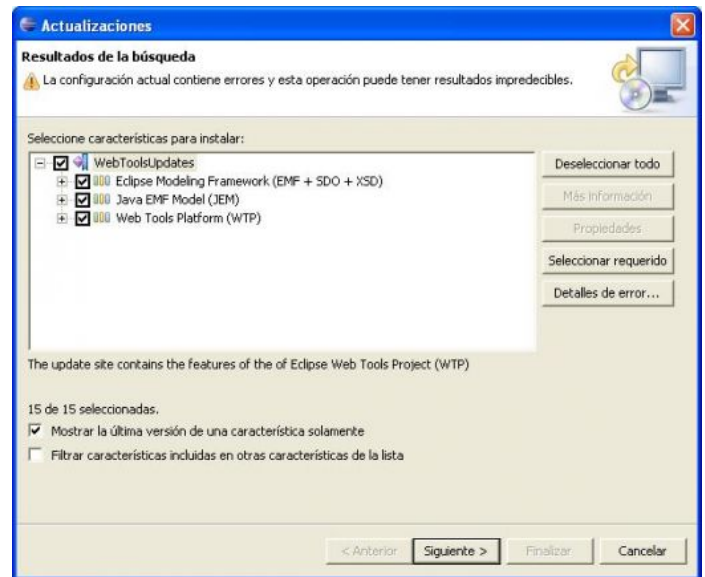 Actualizaciones
Resultados de la búsqueda
La configuración actual contiene errores y esta operación puede tener resultados impredecibles.
Seleccione características para instalar:
WebToolsUpdates
Eclipse Modeling Framework (EMF + SDO + XSD)
Java EMF Model (JEM)
Web Tools Platform (WTP)
Deseleccionar todo
Más información
Propiedades
Seleccionar requerido
Detalles de error...
The update site contains the features of the of Eclipse Web Tools Project (WTP)
15 de 15 seleccionadas.
Mostrar la última versión de una característica solamente
Filtrar características incluidas en otras características de la lista
< Anterior
Siguiente >
Finalizar
Cancelar